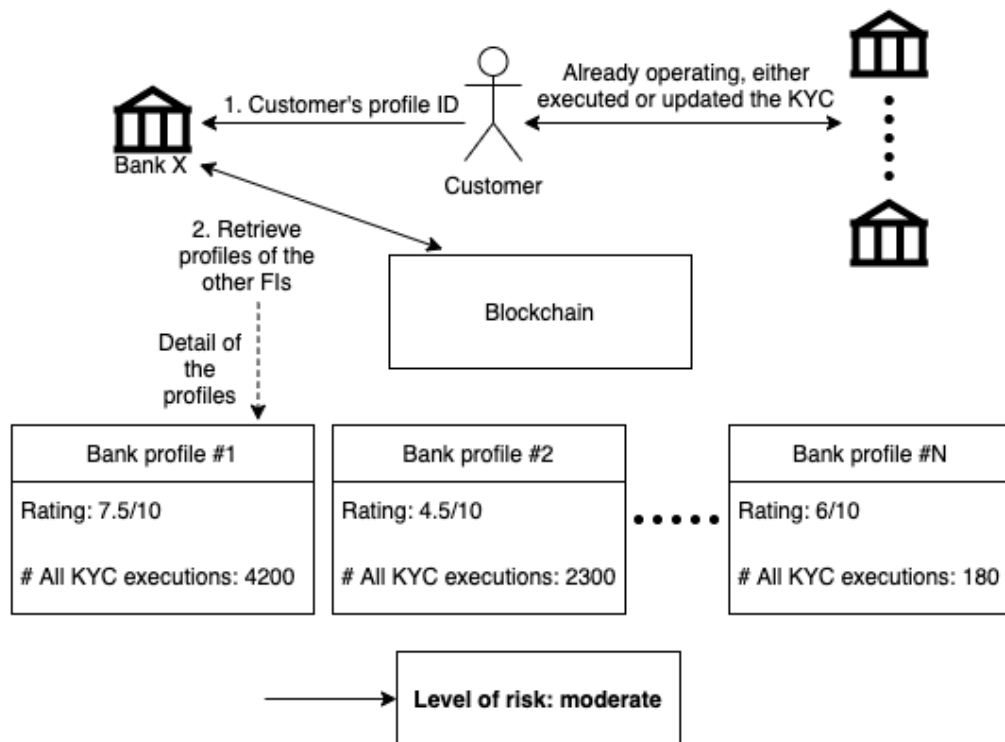 1. Customer's profile ID
Already operating, either
executed or updated the KYC
Bank X
Customer
2. Retrieve
profiles of the
other FIs
Blockchain
Detail of
the
profiles
Bank profile #1
Rating: 7.5/10
# All KYC executions: 4200
Bank profile #2
Rating: 4.5/10
# All KYC executions: 2300
Bank profile #N
Rating: 6/10
# All KYC executions: 180
Level of risk: moderate